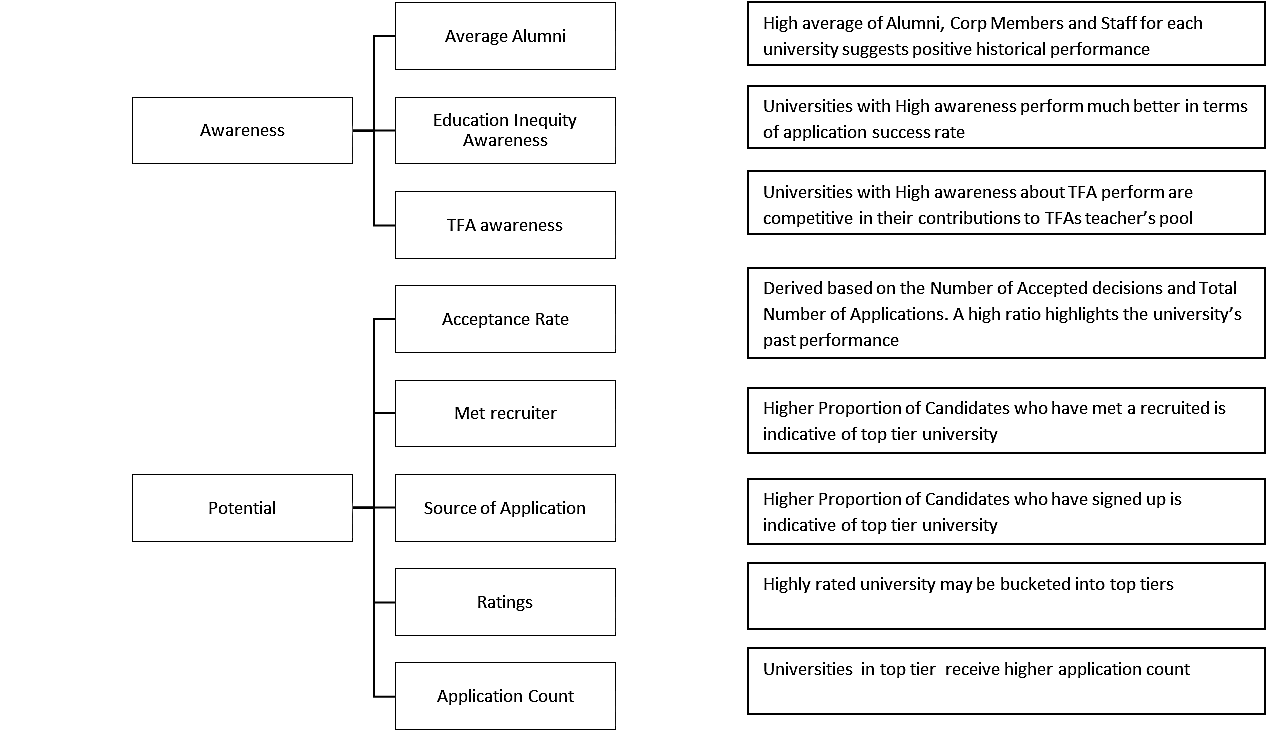 Average Alumni
High average of Alumni, Corp Members and Staff for each
university suggests positive historical performance
Awareness
Education Inequity
Awareness
Universities with High awareness perform much better in terms
of application success rate
TFA awareness
Universities with High awareness about TFA perform are
competitive in their contributions to TFAs teacher’s pool
Acceptance Rate
Derived based on the Number of Accepted decisions and Total
Number of Applications. A high ratio highlights the university’s
past performance
Met recruiter
Higher Proportion of Candidates who have met a recruited is
indicative of top tier university
Potential
Source of Application
Higher Proportion of Candidates who have signed up is
indicative of top tier university
Ratings
Highly rated university may be bucketed into top tiers
Application Count
Universities  in top tier  receive higher application count